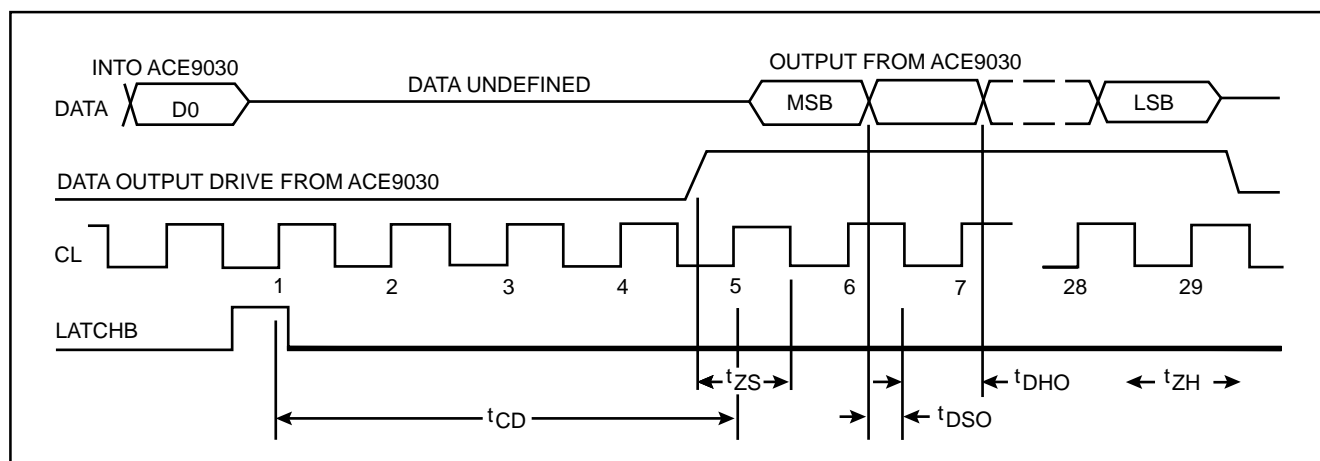 INTO ACE9030
OUTPUT FROM ACE9030
DATA
D0
DATA UNDEFINED
MSB
LSB
DATA OUTPUT DRIVE FROM ACE9030
CL
1 2 3 4 5 6 7 28 29
LATCHB
tZS
tDHO
tZH
tCD
tDSO